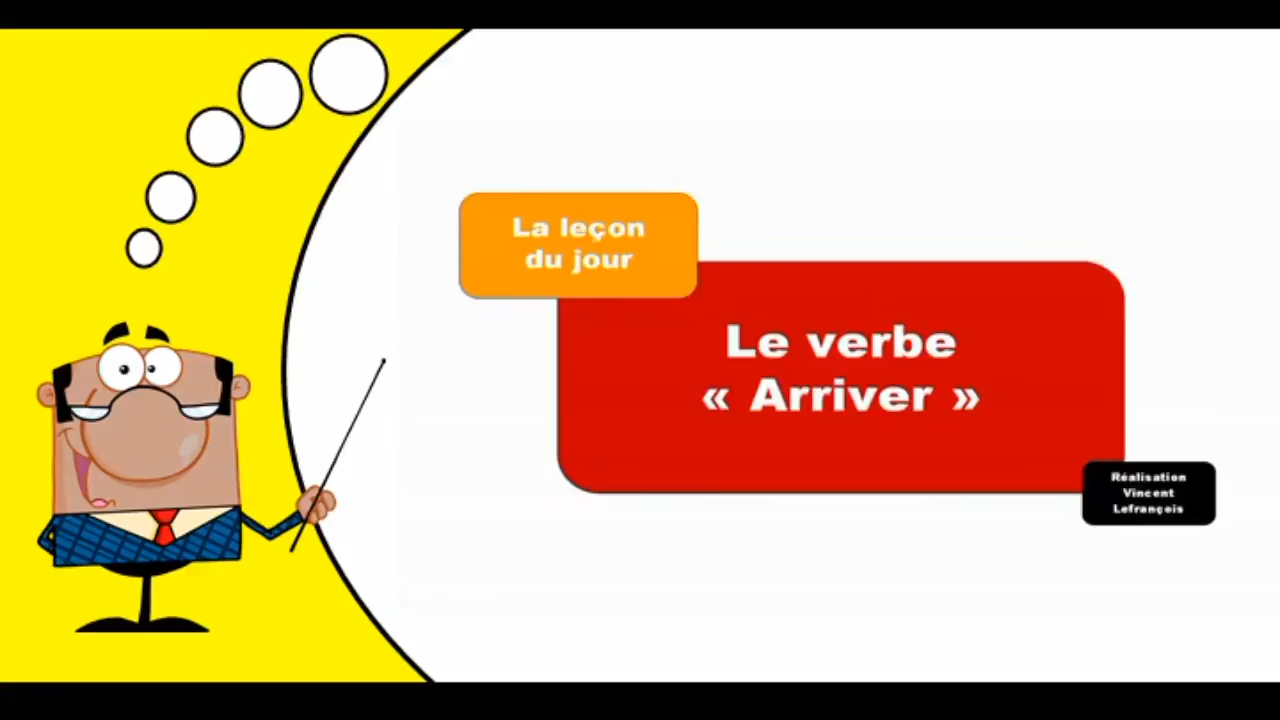 La leçon
du jour
Le verbe
« Arriver »
Réalisation
Vincent
Lefrançois